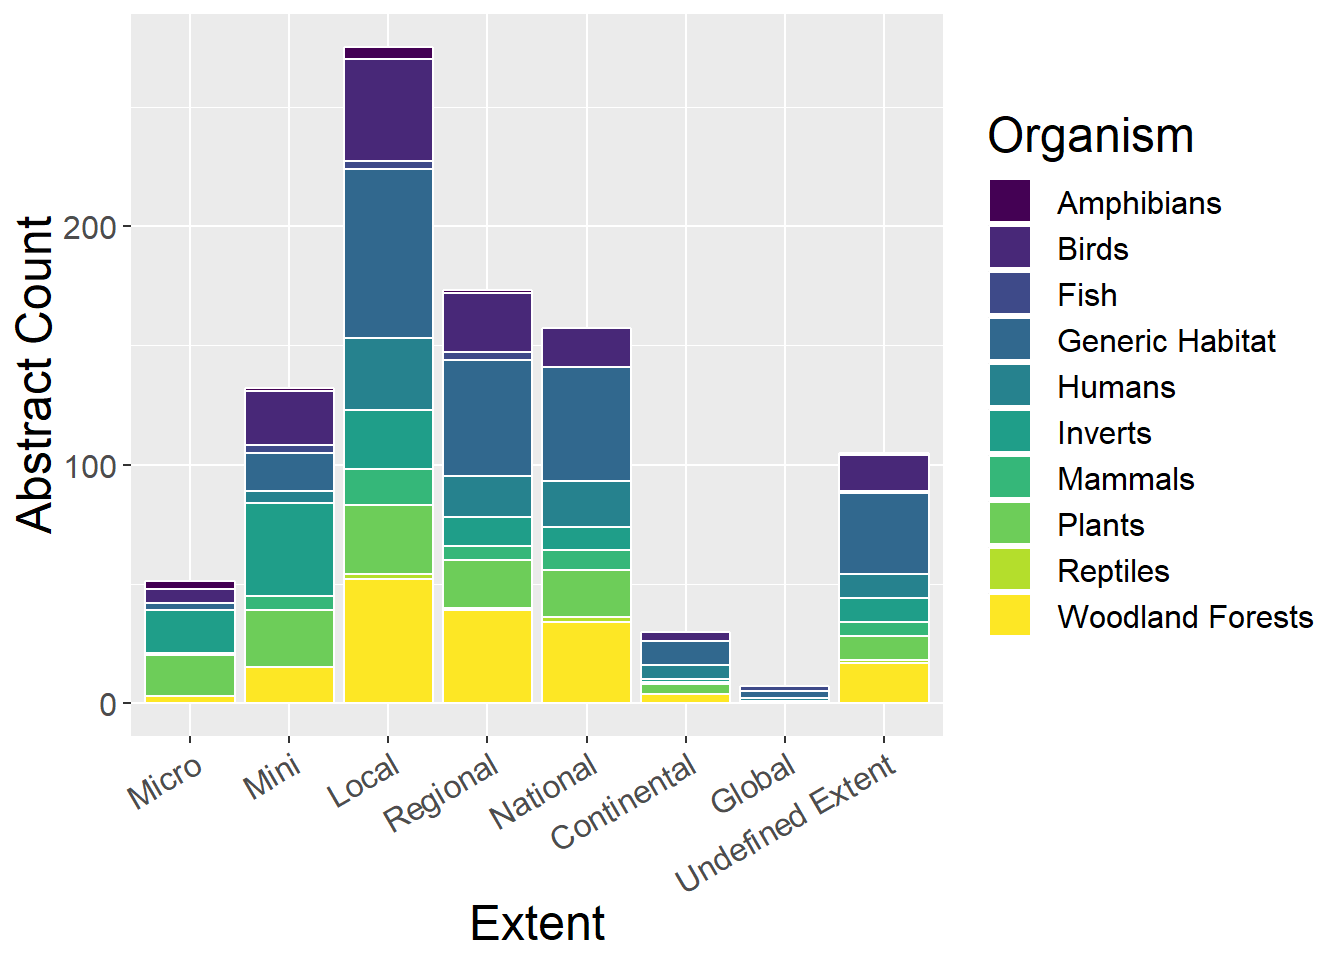 Abstract Count
200
100
0
Micro
Mini
Local
Regional
National
Continental
Global
Undefined Extent
Extent
Organism
Amphibians
Birds
Fish
Generic Habitat
Humans
Inverts
Mammals
Plants
Reptiles
Woodland Forests